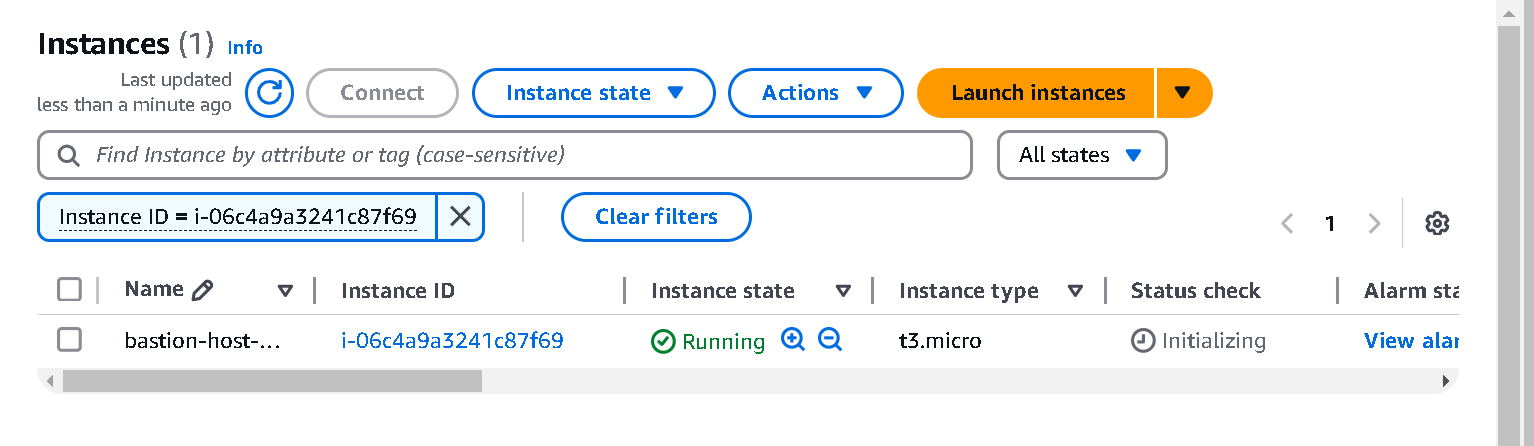 Instances (1) Info
Last updated
less than a minute ago
Connect
Instance state
Actions
Launch instances
Find Instance by attribute or tag (case-sensitive)
All states
Instance ID = i-06c4a9a3241c87f69
Clear filters
1
Name Instance ID Instance state Instance type Status check Alarm sta
bastion-host-... i-06c4a9a3241c87f69 Running t3.micro Initializing View alar